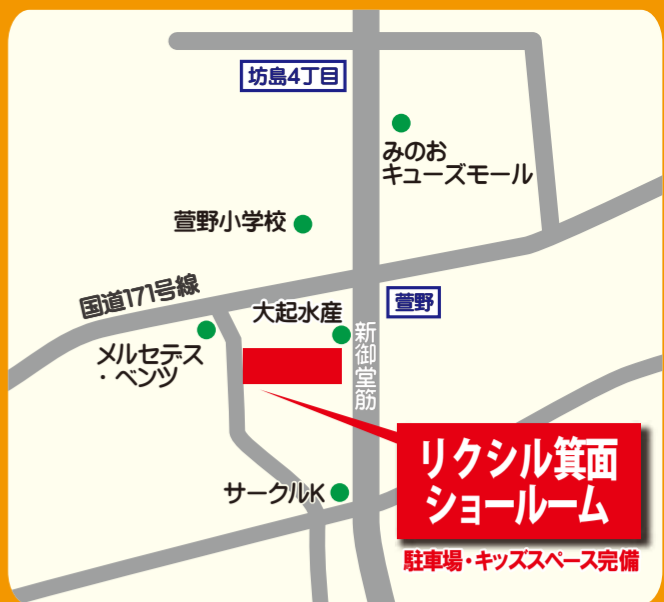 坊島4丁目
みのお
キューズモール
萱野小学校
国道171号線
大起水産
萱野
メルセデス
・ベンツ
新御堂筋
サークルK
リクシル箕面
ショールーム
駐車場・キッズスペース完備